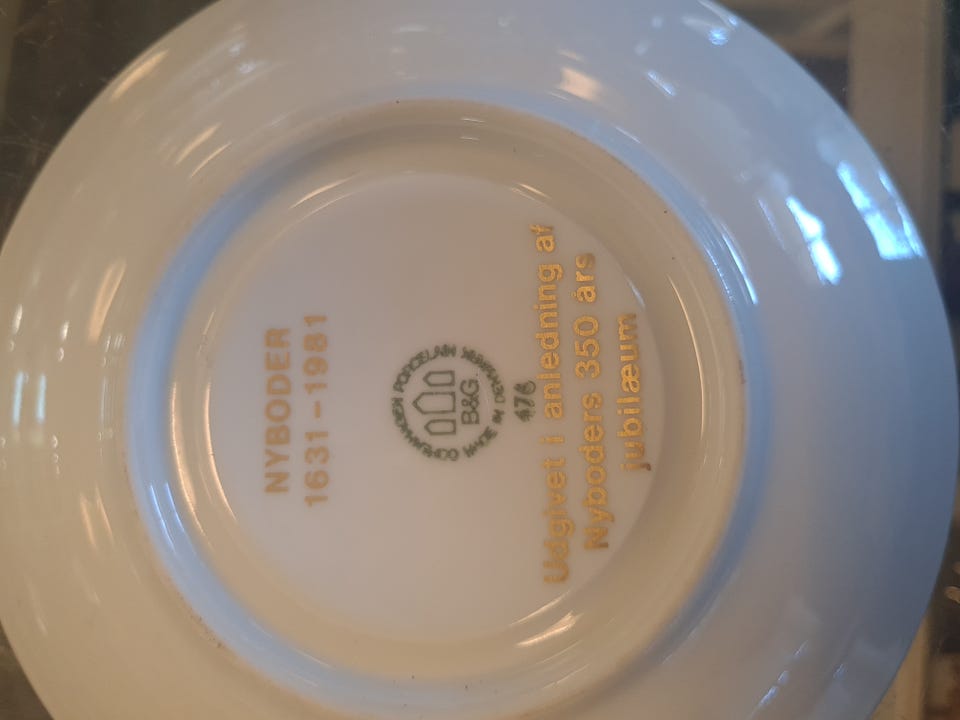 NYBODER
1631-1981
COPENHAGEN PORCELAIN
B&G
MADE IN DENMARK
476
Udgivet i anledning af
Nyboders 350 års
jubilæum